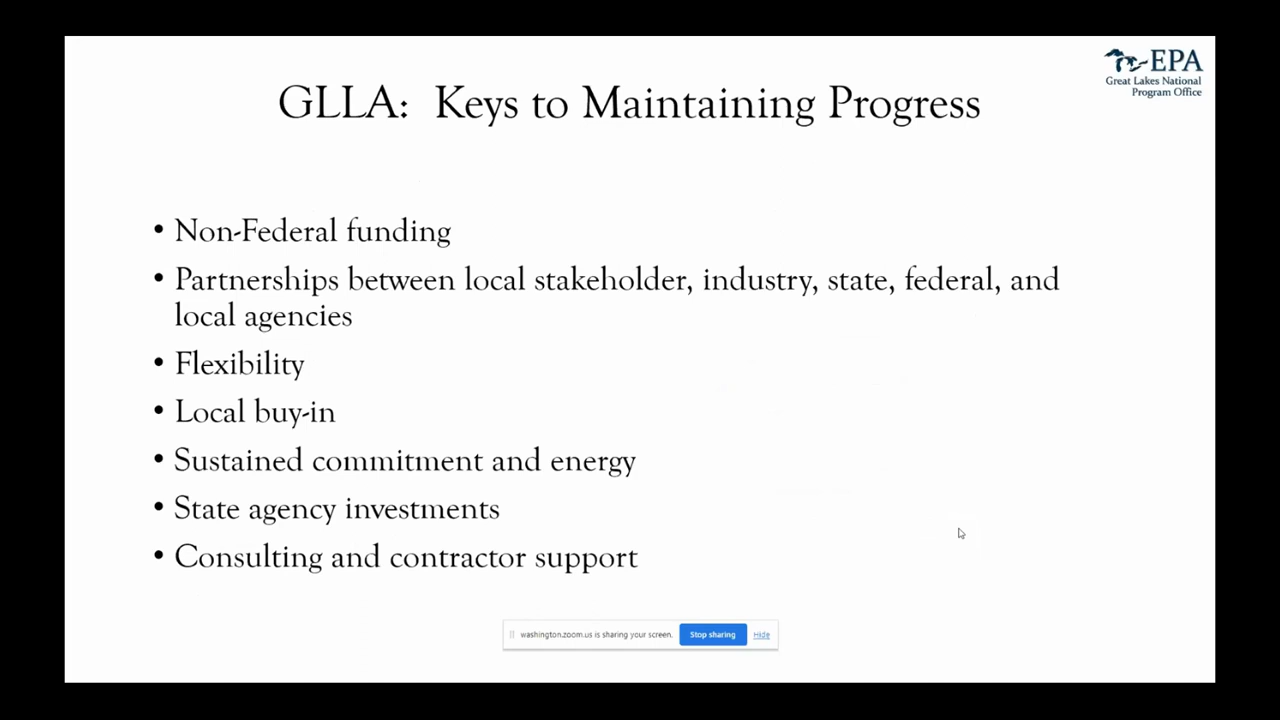 EPA
Great Lakes National
Program Office
GLLA: Keys to Maintaining Progress
• Non-Federal funding
• Partnerships between local stakeholder, industry, state, federal, and
local agencies
• Flexibility
• Local buy-in
• Sustained commitment and energy
• State agency investments
• Consulting and contractor support
washington.zoom.us is sharing your screen. Stop sharing Hide